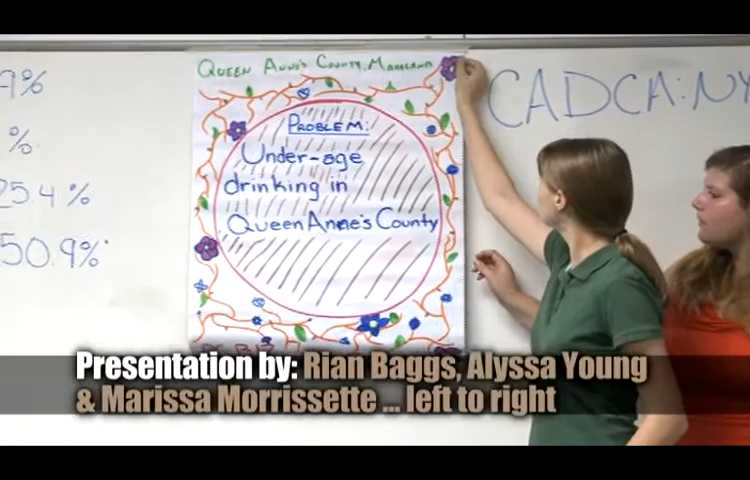 Queen Anne's County, Maryland
9%
%
25.4%
50.9%
PROBLEM:
Under-age
drinking in
Queen Anne's County
CADCA: NY
Presentation by: Rian Baggs, Alyssa Young
& Marissa Morrissette ... left to right